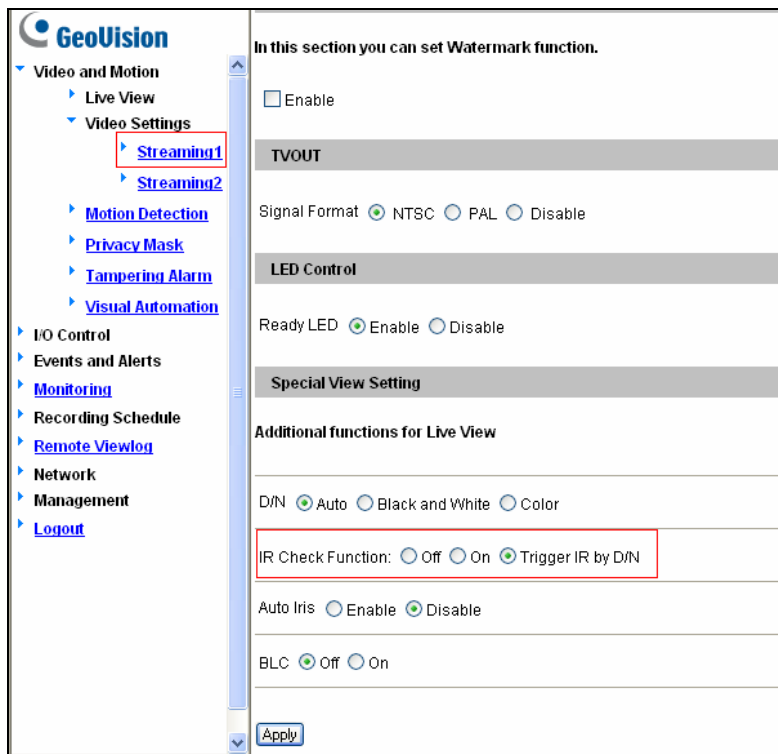 GeoVision
Video and Motion
Live View
Video Settings
Streaming1
Streaming2
Motion Detection
Privacy Mask
Tampering Alarm
Visual Automation
I/O Control
Events and Alerts
Monitoring
Recording Schedule
Remote Viewlog
Network
Management
Logout
In this section you can set Watermark function.
Enable
TVOUT
Signal Format NTSC PAL Disable
LED Control
Ready LED Enable Disable
Special View Setting
Additional functions for Live View
D/N Auto Black and White Color
IR Check Function: Off On Trigger IR by D/N
Auto Iris Enable Disable
BLC Off On
Apply